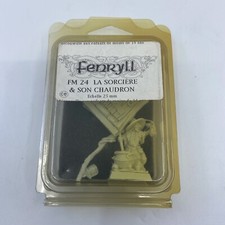 Fenryll
FM 24 LA SORCIÈRE
& SON CHAUDRON
Echelle 25 mm